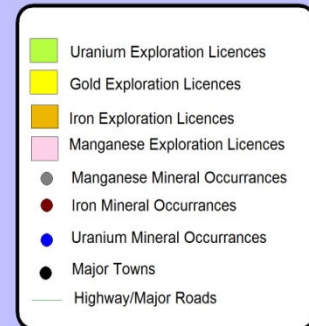 Uranium Exploration Licences
Gold Exploration Licences
Iron Exploration Licences
Manganese Exploration Licences
Manganese Mineral Occurrances
Iron Mineral Occurrances
Uranium Mineral Occurrances
Major Towns
Highway/Major Roads